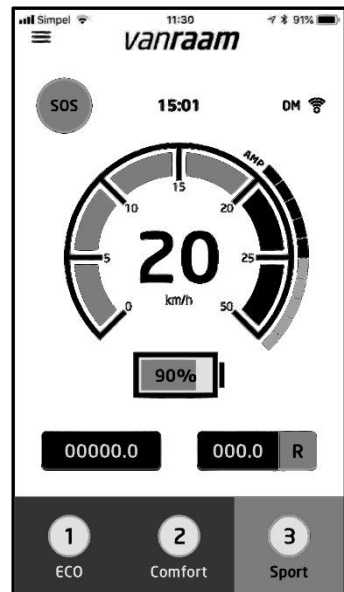 Simpel 11:30 91%
vanraam
SOS 15:01 DM
AMP
15
10 20
5 20 25
km/h
0 50
90%
00000.0 000.0 R
1 2 3
ECO Comfort Sport